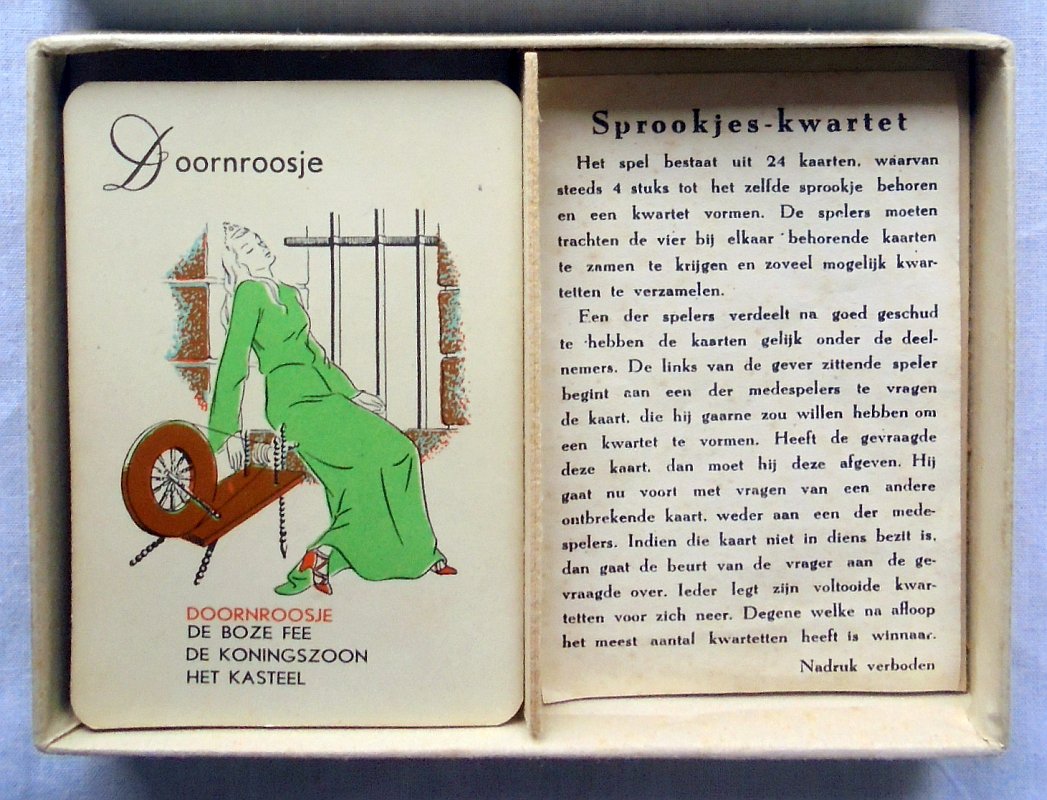 Doornroosje
DOORNROOSJE
DE BOZE FEE
DE KONINGSZOON
HET KASTEEL
Sprookjes-kwartet
Het spel bestaat uit 24 kaarten, waarvan
steeds 4 stuks tot het zelfde sprookje behoren
en een kwartet vormen. De spelers moeten
trachten de vier bij elkaar behorende kaarten
te zamen te krijgen en zoveel mogelijk kwar-
tetten te verzamelen.
Een der spelers verdeelt na goed geschud
te hebben de kaarten gelijk onder de deel-
nemers. De links van de gever zittende speler
begint aan een der medespelers te vragen
de kaart, die hij gaarne zou willen hebben om
een kwartet te vormen. Heeft de gevraagde
deze kaart, dan moet hij deze afgeven. Hij
gaat nu voort met vragen van een andere
ontbrekende kaart, weder aan een der mede-
spelers. Indien die kaart niet in diens bezit is,
dan gaat de beurt van de vrager aan de ge-
vraagde over. Ieder legt zijn voltooide kwar-
tetten voor zich neer. Degene welke na afloop
het meest aantal kwartetten heeft is winnaar.
Nadruk verboden